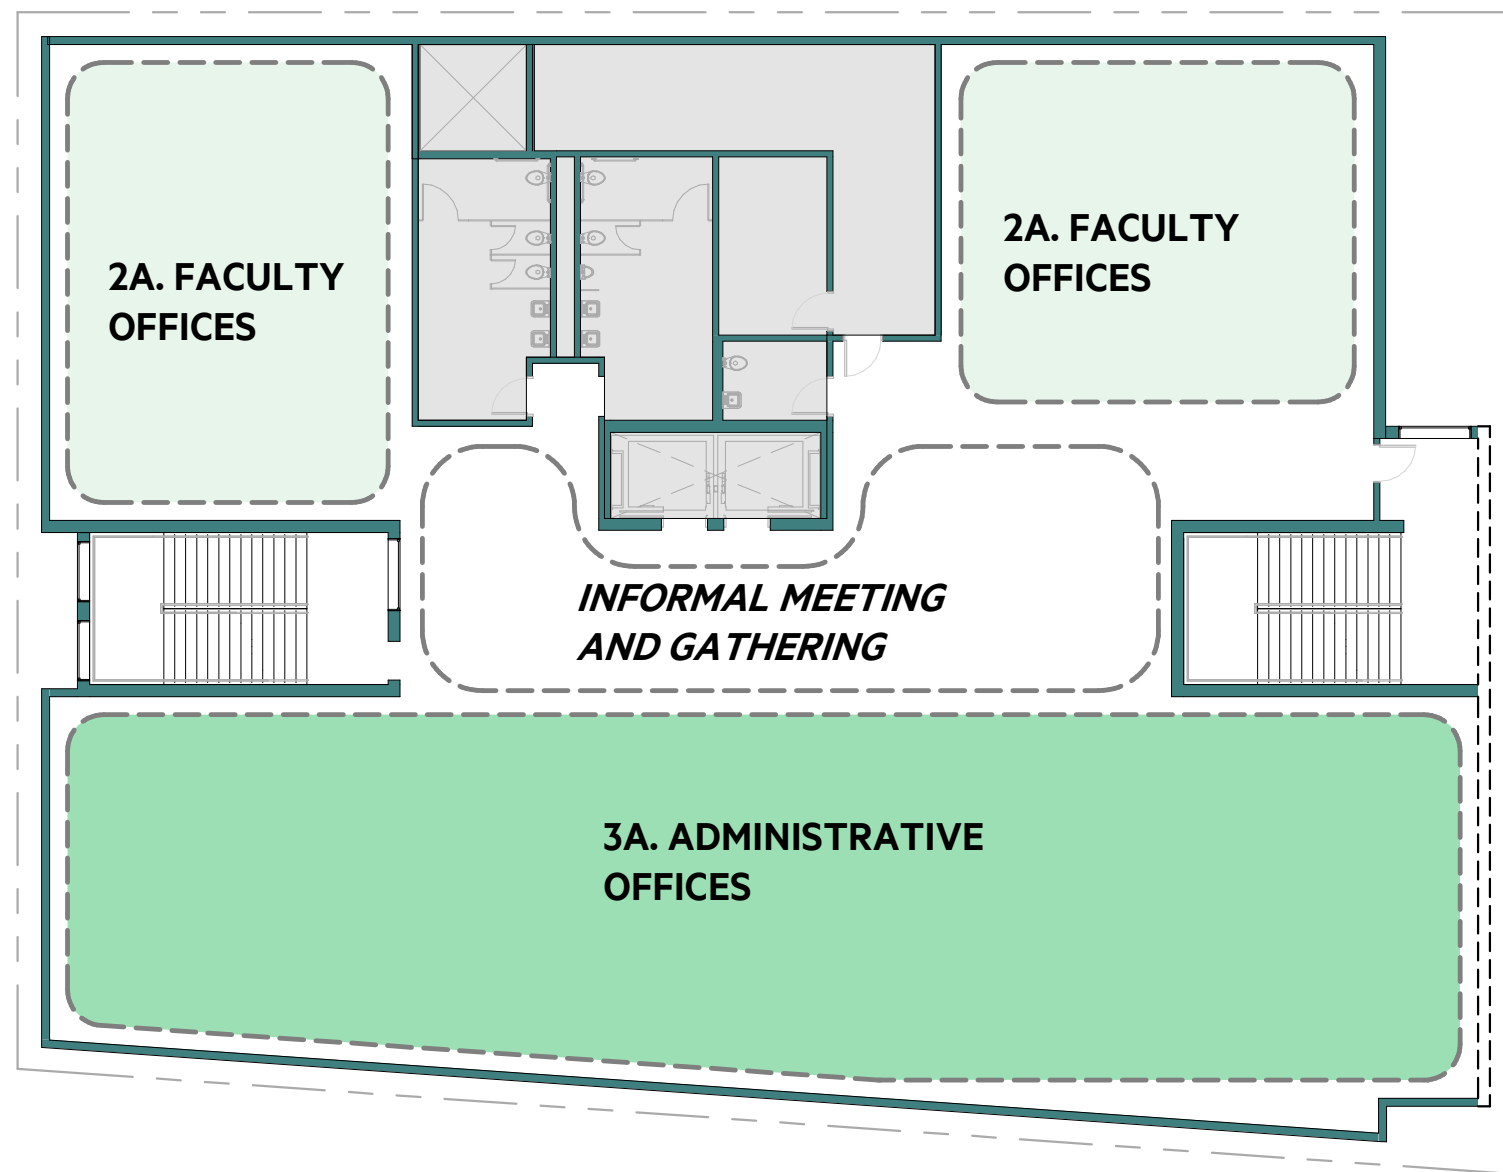 2A. FACULTY
OFFICES
2A. FACULTY
OFFICES
INFORMAL MEETING
AND GATHERING
3A. ADMINISTRATIVE
OFFICES